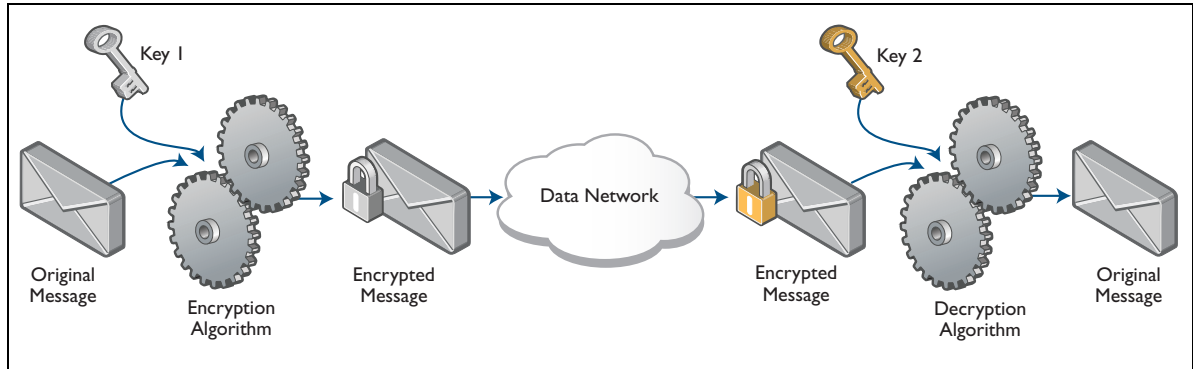 Key 1
Key 2
Data Network
Original
Message
Encryption
Algorithm
Encrypted
Message
Encrypted
Message
Decryption
Algorithm
Original
Message